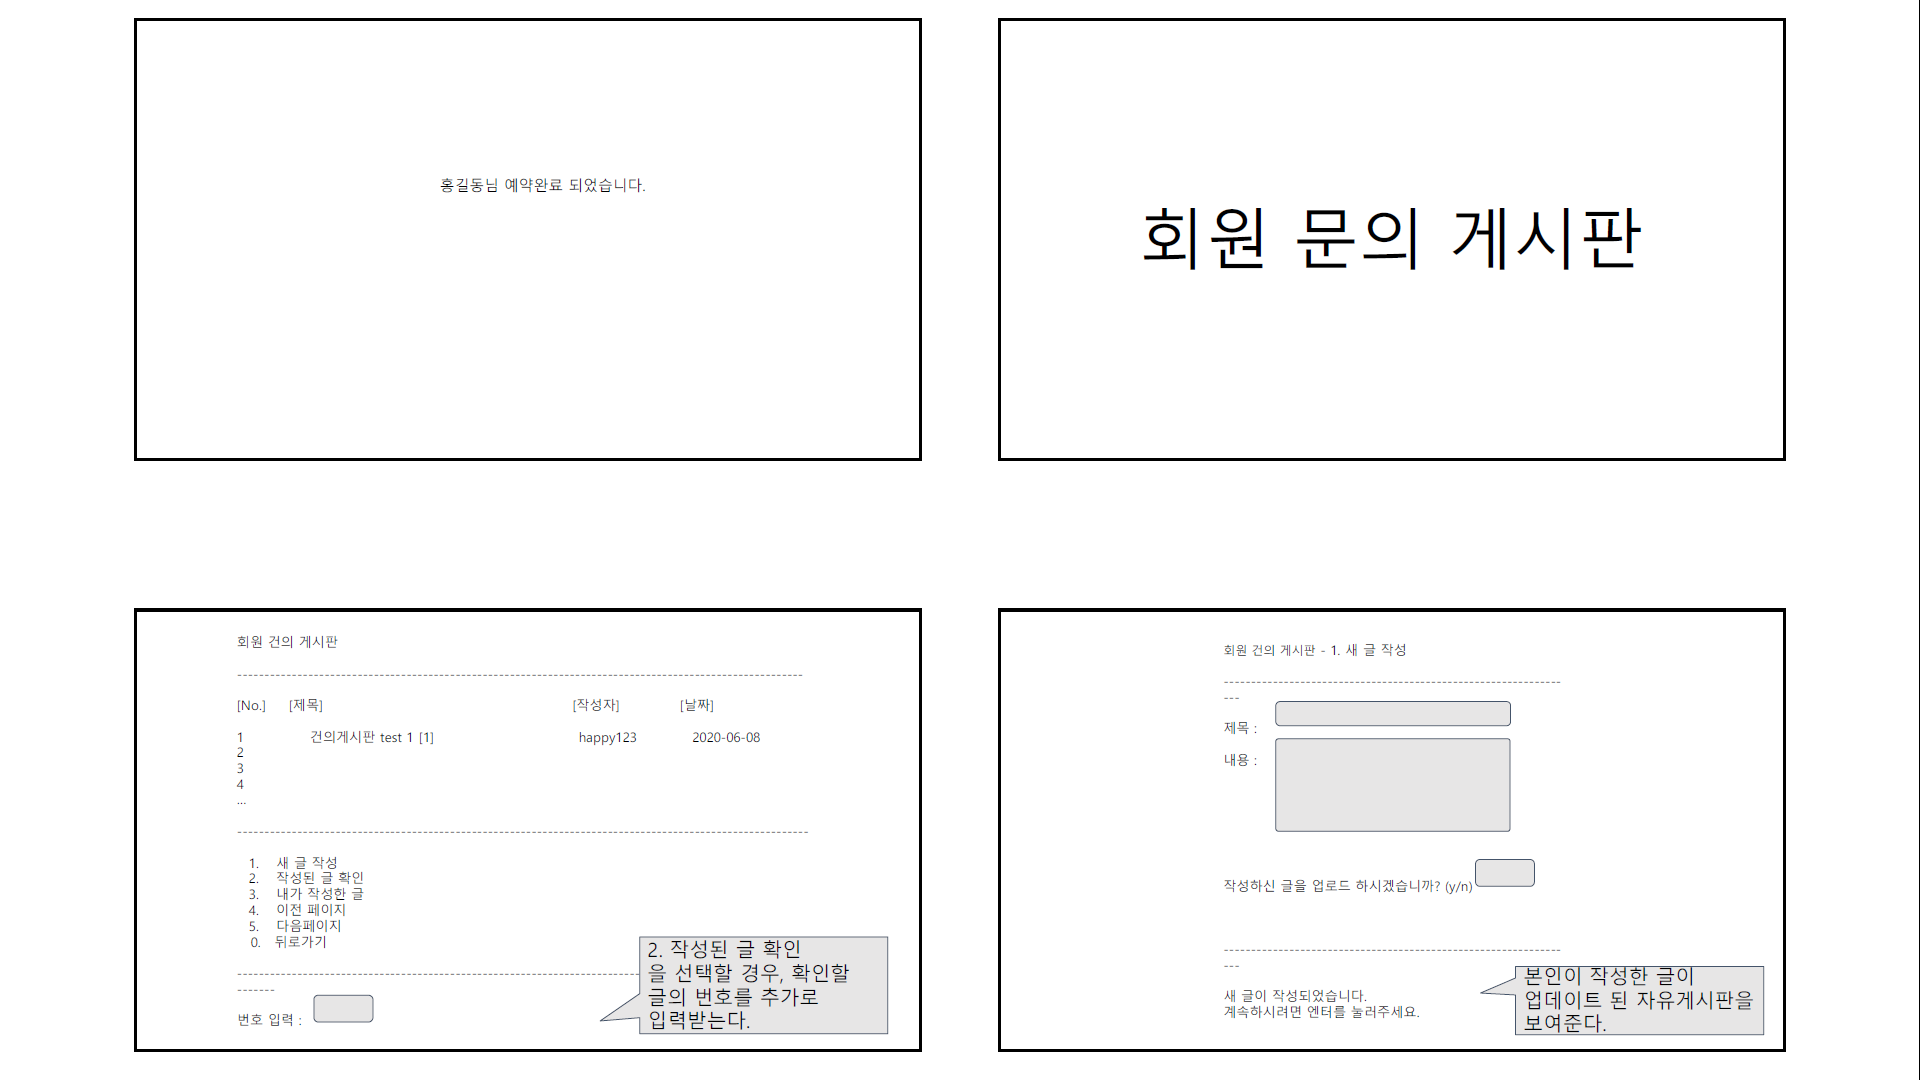 홍길동님 예약완료 되었습니다.
회원 문의 게시판
회원 건의 게시판
--------------------------------------------------------------------------------------------------------
[No.] [제목] [작성자] [날짜]
1 건의게시판 test 1 [1] happy123 2020-06-08
2
3
4
...
---------------------------------------------------------------------------------------------------------
1. 새 글 작성
2. 작성된 글 확인
3. 내가 작성한 글
4. 이전 페이지
5. 다음페이지
0. 뒤로가기
--------------------------------------------------------------------------
-------
번호 입력 :
2. 작성된 글 확인
을 선택할 경우, 확인할
글의 번호를 추가로
입력받는다.
회원 건의 게시판 - 1. 새 글 작성
--------------------------------------------------------------
---
제목 :
내용 :
작성하신 글을 업로드 하시겠습니까? (y/n)
--------------------------------------------------------------
---
새 글이 작성되었습니다.
계속하시려면 엔터를 눌러주세요.
본인이 작성한 글이
업데이트 된 자유게시판을
보여준다.